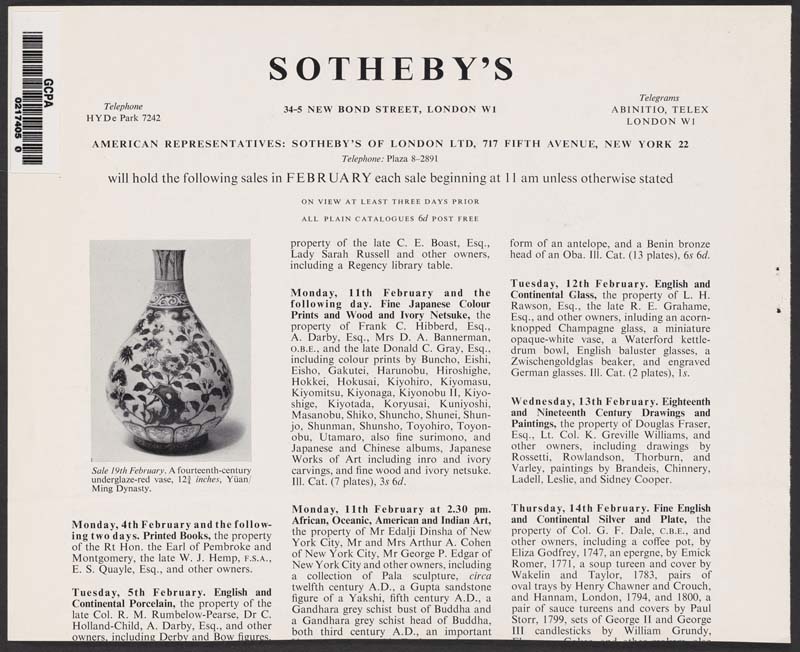 GCPA
0217405 0
SOTHEBY'S
Telephone
HYDe Park 7242
34-5 NEW BOND STREET, LONDON W1
Telegrams
ABINITIO, TELEX
LONDON W1
AMERICAN REPRESENTATIVES: SOTHEBY'S OF LONDON LTD, 717 FIFTH AVENUE, NEW YORK 22
Telephone: Plaza 8-2891
will hold the following sales in FEBRUARY each sale beginning at 11 am unless otherwise stated
ON VIEW AT LEAST THREE DAYS PRIOR
ALL PLAIN CATALOGUES 6d POST FREE
Sale 19th February. A fourteenth-century
underglaze-red vase, 12¾ inches, Yüan/
Ming Dynasty.
Monday, 4th February and the follow-
ing two days. Printed Books, the property
of the Rt Hon. the Earl of Pembroke and
Montgomery, the late W. J. Hemp, F.S.A.,
E. S. Quayle, Esq., and other owners.
Tuesday, 5th February. English and
Continental Porcelain, the property of the
late Col. R. M. Rumbelow-Pearse, Dr C.
Holland-Child, A. Darby, Esq., and other
owners, including Derby and Bow figures,
property of the late C. E. Boast, Esq.,
Lady Sarah Russell and other owners,
including a Regency library table.
Monday, 11th February and the
following day. Fine Japanese Colour
Prints and Wood and Ivory Netsuke, the
property of Frank C. Hibberd, Esq.,
A. Darby, Esq., Mrs D. A. Bannerman,
O.B.E., and the late Donald C. Gray, Esq.,
including colour prints by Buncho, Eishi,
Eisho, Gakutei, Harunobu, Hiroshighe,
Hokkei, Hokusai, Kiyohiro, Kiyomasu,
Kiyomitsu, Kiyonaga, Kiyonobu II, Kiyo-
shige, Kiyotada, Koryusai, Kuniyoshi,
Masanobu, Shiko, Shuncho, Shunei, Shun-
jo, Shunman, Shunsho, Toyohiro, Toyon-
obu, Utamaro, also fine surimono, and
Japanese and Chinese albums, Japanese
Works of Art including inro and ivory
carvings, and fine wood and ivory netsuke.
Ill. Cat. (7 plates), 3s 6d.
Monday, 11th February at 2.30 pm.
African, Oceanic, American and Indian Art,
the property of Mr Edalji Dinsha of New
York City, Mr and Mrs Arthur A. Cohen
of New York City, Mr George P. Edgar of
New York City and other owners, including
a collection of Pala sculpture, circa
twelfth century A.D., a Gupta sandstone
figure of a Yakshi, fifth century A.D., a
Gandhara grey schist bust of Buddha and
a Gandhara grey schist head of Buddha,
both third century A.D., an important
form of an antelope, and a Benin bronze
head of an Oba. Ill. Cat. (13 plates), 6s 6d.
Tuesday, 12th February. English and
Continental Glass, the property of L. H.
Rawson, Esq., the late R. E. Grahame,
Esq., and other owners, inluding an acorn-
knopped Champagne glass, a miniature
opaque-white vase, a Waterford kettle-
drum bowl, English baluster glasses, a
Zwischengoldglas beaker, and engraved
German glasses. Ill. Cat. (2 plates), 1s.
Wednesday, 13th February. Eighteenth
and Nineteenth Century Drawings and
Paintings, the property of Douglas Fraser,
Esq., Lt. Col. K. Greville Williams, and
other owners, including drawings by
Rossetti, Rowlandson, Thorburn, and
Varley, paintings by Brandeis, Chinnery,
Ladell, Leslie, and Sidney Cooper.
Thursday, 14th February. Fine English
and Continental Silver and Plate, the
property of Col. G. F. Dale, C.B.E., and
other owners, including a coffee pot, by
Eliza Godfrey, 1747, an epergne, by Emick
Romer, 1771, a soup tureen and cover by
Wakelin and Taylor, 1783, pairs of
oval trays by Henry Chawner and Crouch,
and Hannam, London, 1794, and 1800, a
pair of sauce tureens and covers by Paul
Storr, 1799, sets of George II and George
III candlesticks by William Grundy,